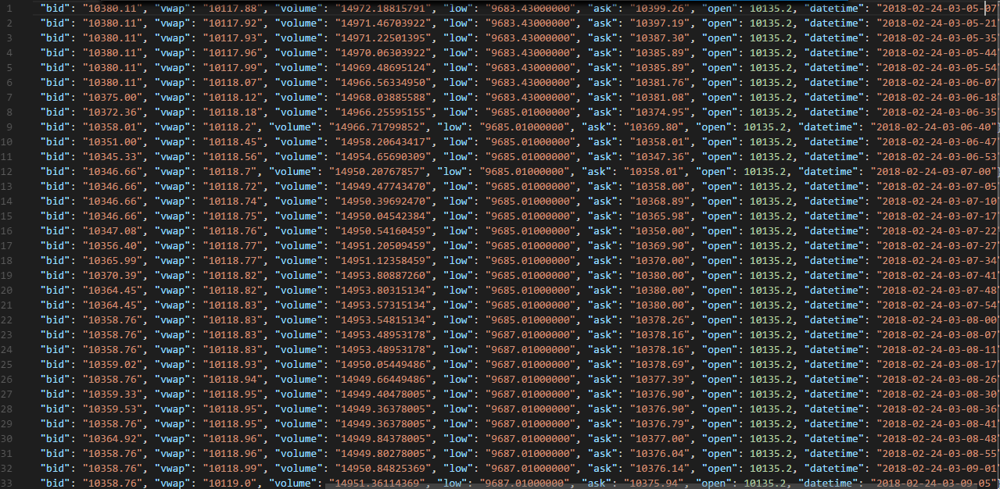 1 "bid": "10380.11", "vwap": "10117.88", "volume": "14972.18815791", "low": "9683.43000000", "ask": "10399.26", "open": 10135.2, "datetime": "2018-02-24-03-05-07
2 "bid": "10380.11", "vwap": "10117.92", "volume": "14971.46703922", "low": "9683.43000000", "ask": "10397.19", "open": 10135.2, "datetime": "2018-02-24-03-05-21
3 "bid": "10380.11", "vwap": "10117.93", "volume": "14971.22501395", "low": "9683.43000000", "ask": "10387.30", "open": 10135.2, "datetime": "2018-02-24-03-05-35
4 "bid": "10380.11", "vwap": "10117.96", "volume": "14970.06303922", "low": "9683.43000000", "ask": "10385.89", "open": 10135.2, "datetime": "2018-02-24-03-05-44
5 "bid": "10380.11", "vwap": "10117.99", "volume": "14969.48695124", "low": "9683.43000000", "ask": "10385.89", "open": 10135.2, "datetime": "2018-02-24-03-05-54
6 "bid": "10380.11", "vwap": "10118.07", "volume": "14966.56334950", "low": "9683.43000000", "ask": "10381.76", "open": 10135.2, "datetime": "2018-02-24-03-06-07
7 "bid": "10375.00", "vwap": "10118.12", "volume": "14968.03885588", "low": "9683.43000000", "ask": "10381.08", "open": 10135.2, "datetime": "2018-02-24-03-06-18
8 "bid": "10372.36", "vwap": "10118.18", "volume": "14966.25595155", "low": "9685.01000000", "ask": "10374.95", "open": 10135.2, "datetime": "2018-02-24-03-06-35
9 "bid": "10358.01", "vwap": "10118.2", "volume": "14966.71799852", "low": "9685.01000000", "ask": "10369.80", "open": 10135.2, "datetime": "2018-02-24-03-06-40"
10 "bid": "10351.00", "vwap": "10118.45", "volume": "14958.20643417", "low": "9685.01000000", "ask": "10358.01", "open": 10135.2, "datetime": "2018-02-24-03-06-47
11 "bid": "10345.33", "vwap": "10118.56", "volume": "14954.65690309", "low": "9685.01000000", "ask": "10347.36", "open": 10135.2, "datetime": "2018-02-24-03-06-53
12 "bid": "10346.66", "vwap": "10118.7", "volume": "14950.20767857", "low": "9685.01000000", "ask": "10358.01", "open": 10135.2, "datetime": "2018-02-24-03-07-00"
13 "bid": "10346.66", "vwap": "10118.72", "volume": "14949.47743470", "low": "9685.01000000", "ask": "10358.00", "open": 10135.2, "datetime": "2018-02-24-03-07-05
14 "bid": "10346.66", "vwap": "10118.74", "volume": "14950.39692470", "low": "9685.01000000", "ask": "10368.89", "open": 10135.2, "datetime": "2018-02-24-03-07-10
15 "bid": "10346.66", "vwap": "10118.75", "volume": "14950.04542384", "low": "9685.01000000", "ask": "10365.98", "open": 10135.2, "datetime": "2018-02-24-03-07-17
16 "bid": "10347.08", "vwap": "10118.76", "volume": "14950.54160459", "low": "9685.01000000", "ask": "10350.00", "open": 10135.2, "datetime": "2018-02-24-03-07-22
17 "bid": "10356.40", "vwap": "10118.77", "volume": "14951.20509459", "low": "9685.01000000", "ask": "10369.90", "open": 10135.2, "datetime": "2018-02-24-03-07-27
18 "bid": "10365.99", "vwap": "10118.77", "volume": "14951.12358459", "low": "9685.01000000", "ask": "10370.00", "open": 10135.2, "datetime": "2018-02-24-03-07-34
19 "bid": "10370.39", "vwap": "10118.82", "volume": "14953.80887260", "low": "9685.01000000", "ask": "10380.00", "open": 10135.2, "datetime": "2018-02-24-03-07-41
20 "bid": "10364.45", "vwap": "10118.82", "volume": "14953.80315134", "low": "9685.01000000", "ask": "10380.00", "open": 10135.2, "datetime": "2018-02-24-03-07-48
21 "bid": "10364.45", "vwap": "10118.83", "volume": "14953.57315134", "low": "9685.01000000", "ask": "10380.00", "open": 10135.2, "datetime": "2018-02-24-03-07-54
22 "bid": "10358.76", "vwap": "10118.83", "volume": "14953.54815134", "low": "9685.01000000", "ask": "10378.26", "open": 10135.2, "datetime": "2018-02-24-03-08-00
23 "bid": "10358.76", "vwap": "10118.83", "volume": "14953.48953178", "low": "9687.01000000", "ask": "10378.16", "open": 10135.2, "datetime": "2018-02-24-03-08-07
24 "bid": "10358.76", "vwap": "10118.83", "volume": "14953.48953178", "low": "9687.01000000", "ask": "10378.16", "open": 10135.2, "datetime": "2018-02-24-03-08-11
25 "bid": "10359.02", "vwap": "10118.93", "volume": "14950.05449486", "low": "9687.01000000", "ask": "10378.69", "open": 10135.2, "datetime": "2018-02-24-03-08-17
26 "bid": "10358.76", "vwap": "10118.94", "volume": "14949.66449486", "low": "9687.01000000", "ask": "10377.39", "open": 10135.2, "datetime": "2018-02-24-03-08-26
27 "bid": "10359.33", "vwap": "10118.95", "volume": "14949.40478005", "low": "9687.01000000", "ask": "10376.90", "open": 10135.2, "datetime": "2018-02-24-03-08-30
28 "bid": "10359.53", "vwap": "10118.95", "volume": "14949.36378005", "low": "9687.01000000", "ask": "10376.90", "open": 10135.2, "datetime": "2018-02-24-03-08-36
29 "bid": "10358.76", "vwap": "10118.95", "volume": "14949.36378005", "low": "9687.01000000", "ask": "10376.79", "open": 10135.2, "datetime": "2018-02-24-03-08-41
30 "bid": "10364.92", "vwap": "10118.96", "volume": "14949.84378005", "low": "9687.01000000", "ask": "10377.00", "open": 10135.2, "datetime": "2018-02-24-03-08-48
31 "bid": "10358.76", "vwap": "10118.96", "volume": "14949.80278005", "low": "9687.01000000", "ask": "10376.04", "open": 10135.2, "datetime": "2018-02-24-03-08-55
32 "bid": "10358.76", "vwap": "10118.99", "volume": "14950.84825369", "low": "9687.01000000", "ask": "10376.14", "open": 10135.2, "datetime": "2018-02-24-03-09-01
33 "bid": "10358.76", "vwap": "10119.0", "volume": "14951.36114369", "low": "9687.01000000", "ask": "10375.94", "open": 10135.2, "datetime": "2018-02-24-03-09-05"